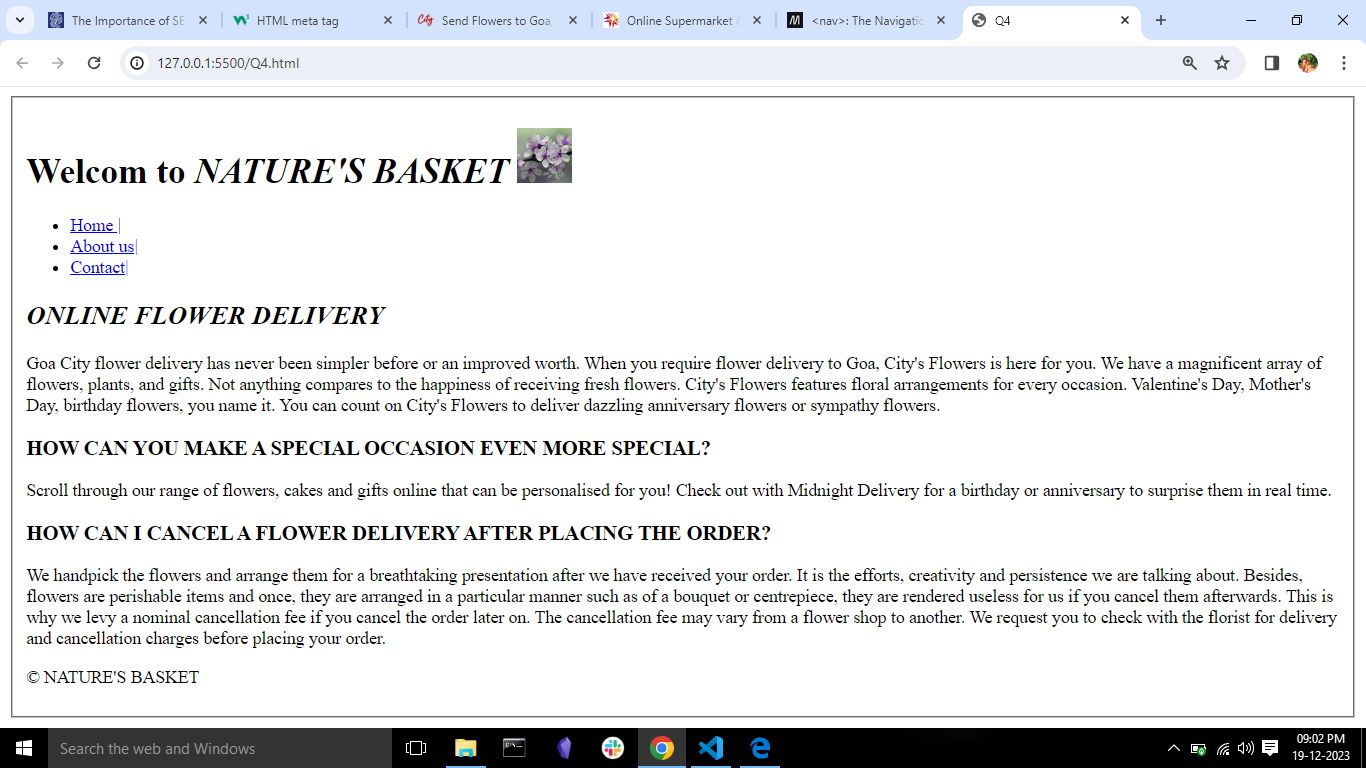 The Importance of SE
HTML meta tag
Send Flowers to Goa,
Online Supermarket
<nav>: The Navigatio
Q4
127.0.0.1:5500/Q4.html
Welcom to NATURE'S BASKET
Home |
About us|
Contact|
ONLINE FLOWER DELIVERY
Goa City flower delivery has never been simpler before or an improved worth. When you require flower delivery to Goa, City's Flowers is here for you. We have a magnificent array of
flowers, plants, and gifts. Not anything compares to the happiness of receiving fresh flowers. City's Flowers features floral arrangements for every occasion. Valentine's Day, Mother's
Day, birthday flowers, you name it. You can count on City's Flowers to deliver dazzling anniversary flowers or sympathy flowers.
HOW CAN YOU MAKE A SPECIAL OCCASION EVEN MORE SPECIAL?
Scroll through our range of flowers, cakes and gifts online that can be personalised for you! Check out with Midnight Delivery for a birthday or anniversary to surprise them in real time.
HOW CAN I CANCEL A FLOWER DELIVERY AFTER PLACING THE ORDER?
We handpick the flowers and arrange them for a breathtaking presentation after we have received your order. It is the efforts, creativity and persistence we are talking about. Besides,
flowers are perishable items and once, they are arranged in a particular manner such as of a bouquet or centrepiece, they are rendered useless for us if you cancel them afterwards. This is
why we levy a nominal cancellation fee if you cancel the order later on. The cancellation fee may vary from a flower shop to another. We request you to check with the florist for delivery
and cancellation charges before placing your order.
© NATURE'S BASKET
Search the web and Windows
09:02 PM
19-12-2023